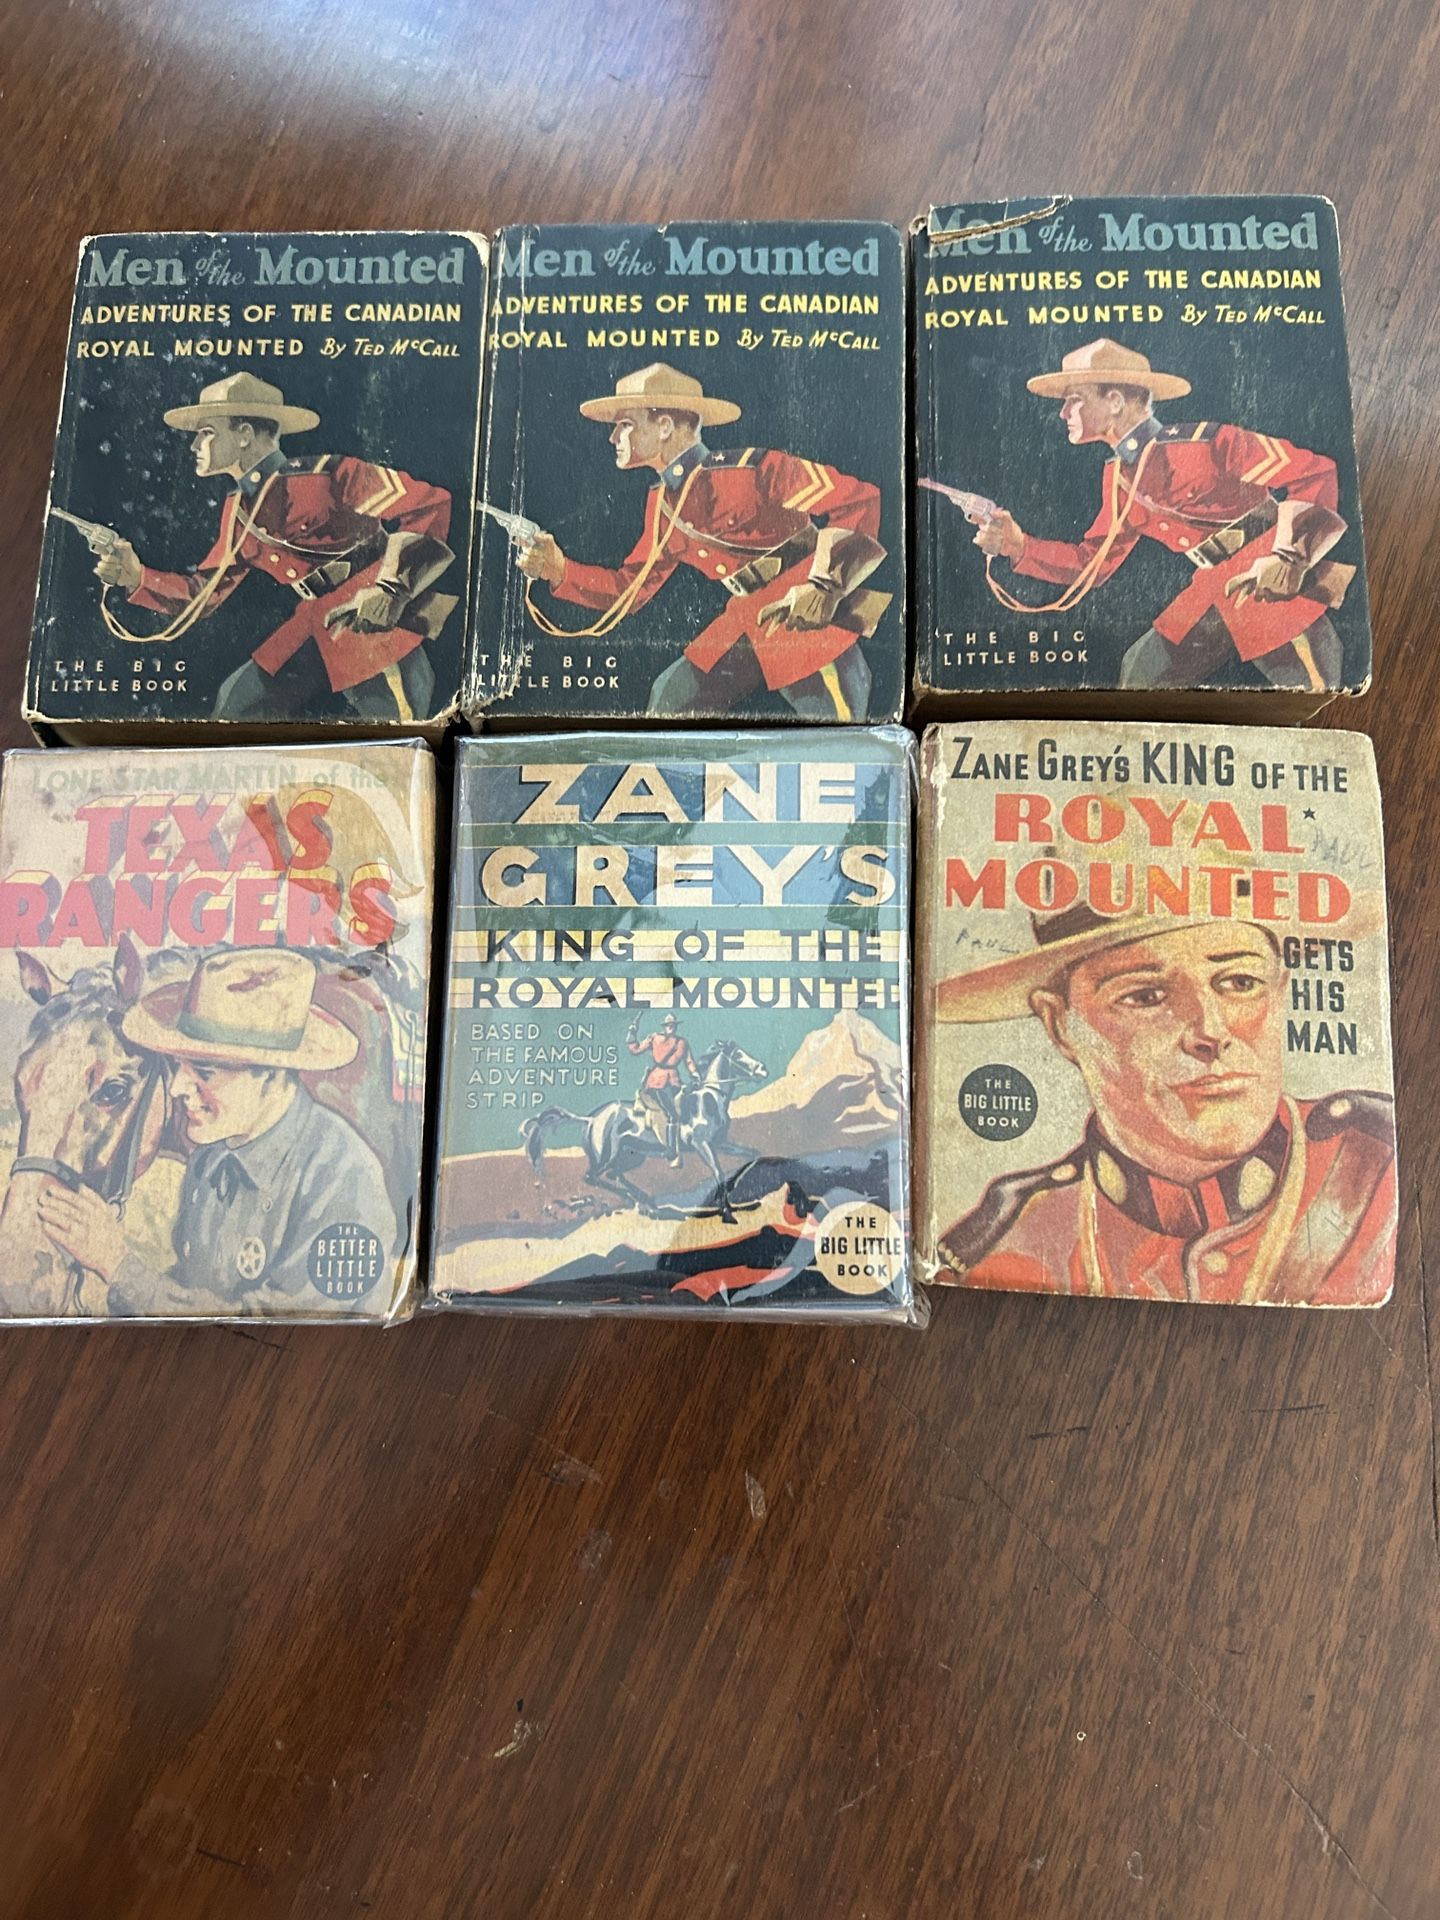 Men of the Mounted
ADVENTURES OF THE CANADIAN
ROYAL MOUNTED By TED McCALL
THE BIG
LITTLE BOOK
Men of the Mounted
ADVENTURES OF THE CANADIAN
ROYAL MOUNTED By TED McCALL
THE BIG
LITTLE BOOK
Men of the Mounted
ADVENTURES OF THE CANADIAN
ROYAL MOUNTED By TED McCALL
THE BIG
LITTLE BOOK
LONE STAR MARTIN of the
TEXAS
RANGERS
THE
BETTER
LITTLE
BOOK
ZANE
GREY'S
KING OF THE
ROYAL MOUNTED
BASED ON
THE FAMOUS
ADVENTURE
STRIP
THE
BIG LITTLE
BOOK
ZANE GREY'S KING OF THE
ROYAL
MOUNTED
GETS
HIS
MAN
PAUL
PAUL
THE
BIG LITTLE
BOOK